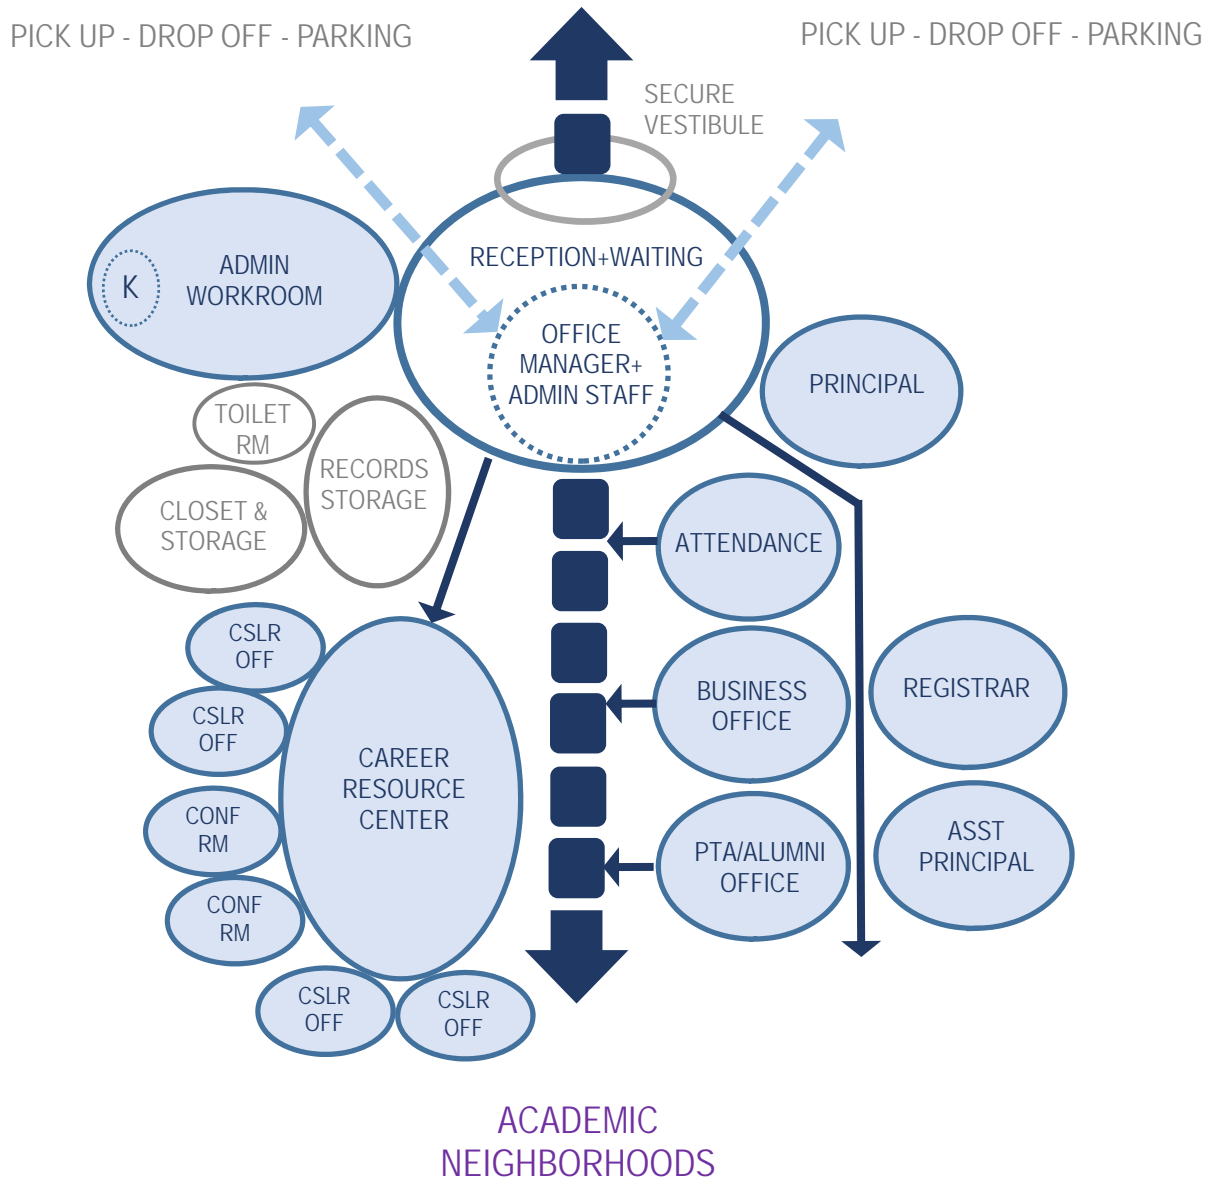 PICK UP - DROP OFF - PARKING
PICK UP - DROP OFF - PARKING
SECURE
VESTIBULE
RECEPTION+WAITING
ADMIN
WORKROOM
K
OFFICE
MANAGER+
ADMIN STAFF
PRINCIPAL
TOILET
RM
RECORDS
STORAGE
CLOSET &
STORAGE
ATTENDANCE
CSLR
OFF
CSLR
OFF
CONF
RM
CONF
RM
CAREER
RESOURCE
CENTER
BUSINESS
OFFICE
REGISTRAR
PTA/ALUMNI
OFFICE
ASST
PRINCIPAL
CSLR
OFF
CSLR
OFF
ACADEMIC
NEIGHBORHOODS